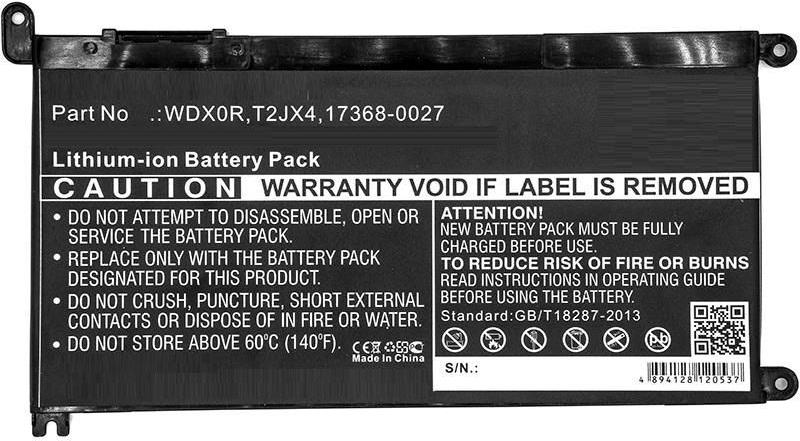 Part No .:WDX0R,T2JX4,17368-0027
Lithium-ion Battery Pack
CAUTION WARRANTY VOID IF LABEL IS REMOVED
• DO NOT ATTEMPT TO DISASSEMBLE, OPEN OR
SERVICE THE BATTERY PACK.
• REPLACE ONLY WITH THE BATTERY PACK
DESIGNATED FOR THIS PRODUCT.
• DO NOT CRUSH, PUNCTURE, SHORT EXTERNAL
CONTACTS OR DISPOSE OF IN FIRE OR WATER.
• DO NOT STORE ABOVE 60°C (140°F).
CE
Made In China
ATTENTION!
NEW BATTERY PACK MUST BE FULLY
CHARGED BEFORE USE.
TO REDUCE RISK OF FIRE OR BURNS
READ INSTRUCTIONS IN OPERATING GUIDE
BEFORE USING THE BATTERY.
Standard:GB/T18287-2013
S/N.:
4 894128 120537